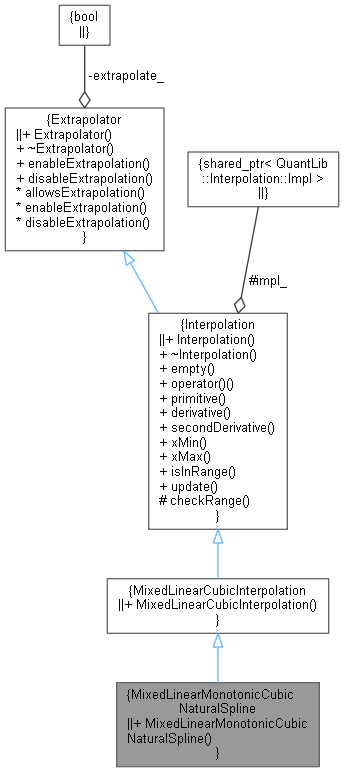 {bool
||}
-extrapolate_
{Extrapolator
||+ Extrapolator()
+ ~Extrapolator()
+ enableExtrapolation()
+ disableExtrapolation()
* allowsExtrapolation()
* enableExtrapolation()
* disableExtrapolation()
}
{shared_ptr< QuantLib
::Interpolation::Impl >
||}
#impl_
{Interpolation
||+ Interpolation()
+ ~Interpolation()
+ empty()
+ operator()()
+ primitive()
+ derivative()
+ secondDerivative()
+ xMin()
+ xMax()
+ isInRange()
+ update()
# checkRange()
}
{MixedLinearCubicInterpolation
||+ MixedLinearCubicInterpolation()
}
{MixedLinearMonotonicCubic
NaturalSpline
||+ MixedLinearMonotonicCubic
NaturalSpline()
}